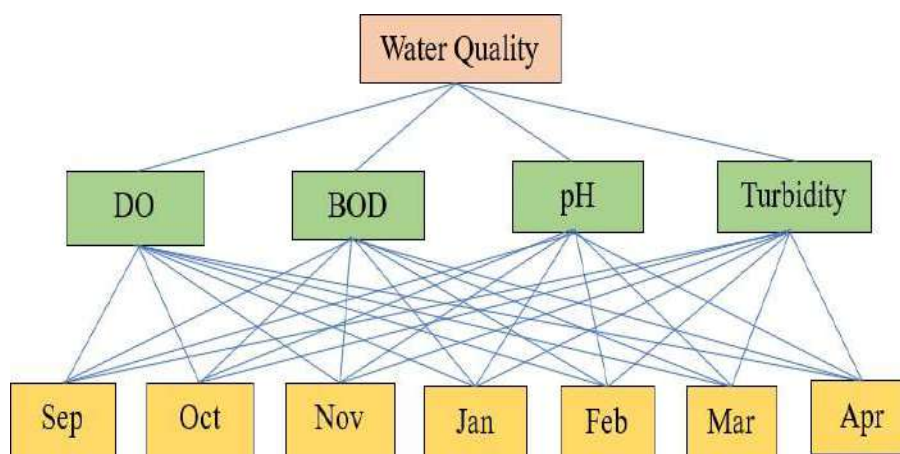 Water Quality
DO
BOD
pH
Turbidity
Sep
Oct
Nov
Jan
Feb
Mar
Apr